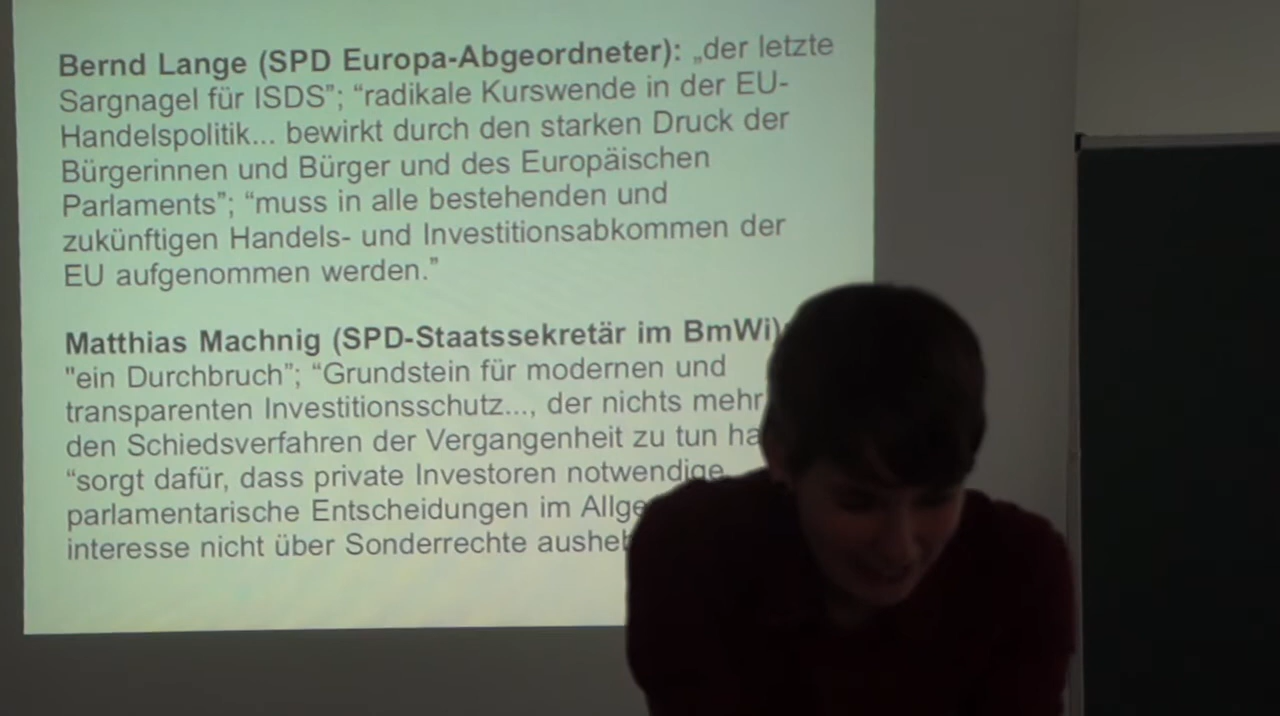 Bernd Lange (SPD Europa-Abgeordneter): „der letzte
Sargnagel für ISDS”; “radikale Kurswende in der EU-
Handelspolitik... bewirkt durch den starken Druck der
Bürgerinnen und Bürger und des Europäischen
Parlaments”; “muss in alle bestehenden und
zukünftigen Handels- und Investitionsabkommen der
EU aufgenommen werden.”
Matthias Machnig (SPD-Staatssekretär im BmWi)
"ein Durchbruch”; “Grundstein für modernen und
transparenten Investitionsschutz..., der nichts mehr
den Schiedsverfahren der Vergangenheit zu tun
“sorgt dafür, dass private Investoren notwendige
parlamentarische Entscheidungen im
interesse nicht über Sonderrechte